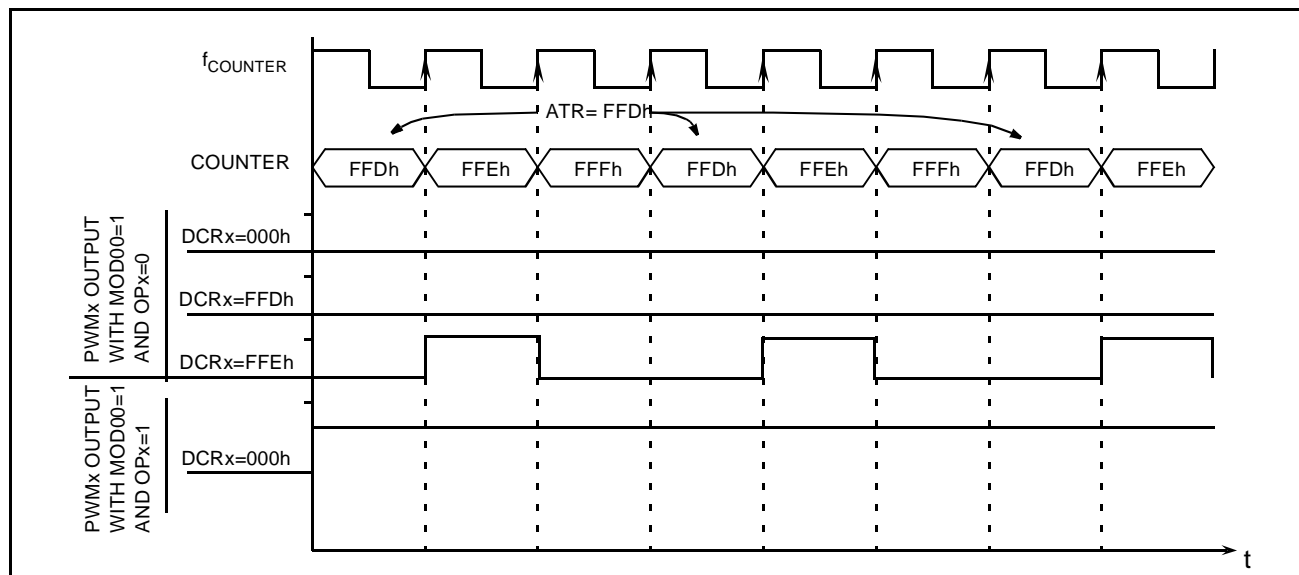 fCOUNTER
ATR= FFDh
COUNTER
FFDh FFEh FFFh FFDh FFEh FFFh FFDh FFEh
PWMx OUTPUT
WITH MOD00=1
AND OPx=0
DCRx=000h
DCRx=FFDh
DCRx=FFEh
PWMx OUTPUT
WITH MOD00=1
AND OPx=1
DCRx=000h
t